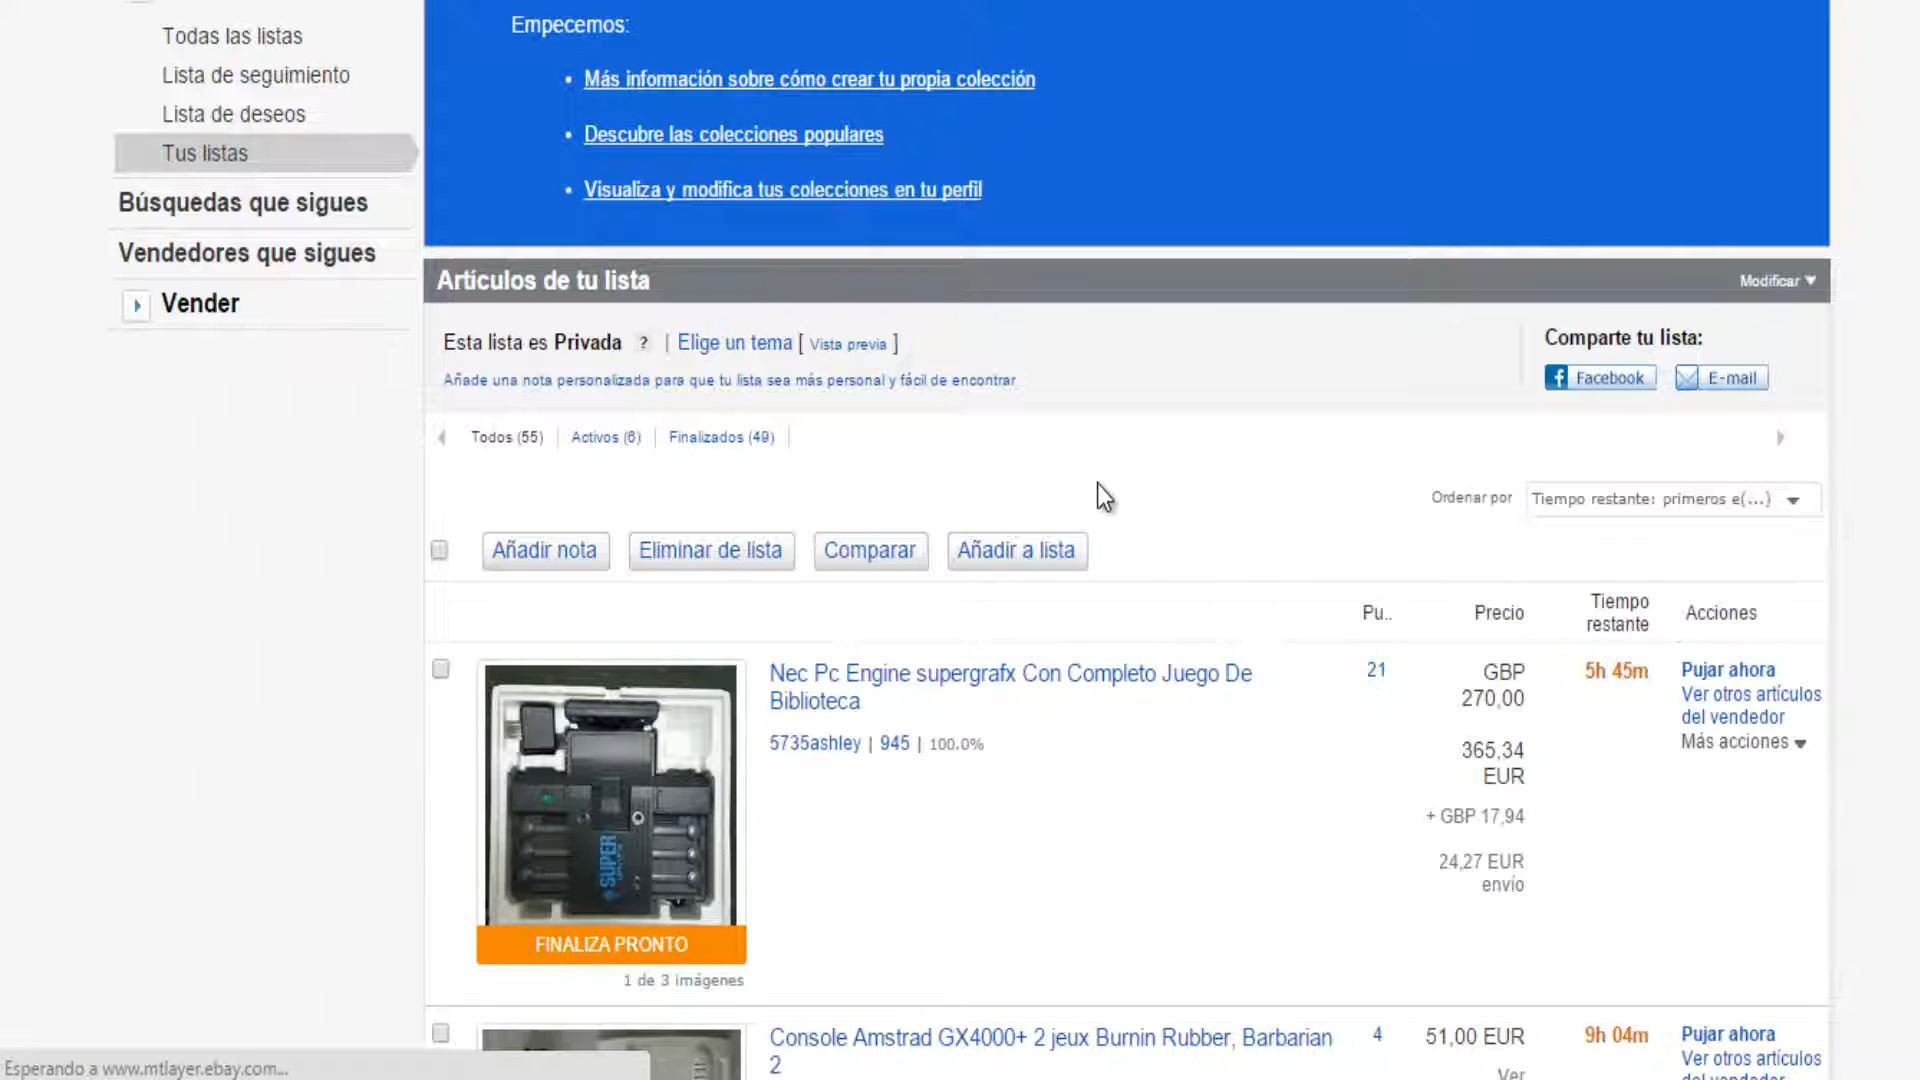 Todas las listas
Lista de seguimiento
Lista de deseos
Tus listas
Búsquedas que sigues
Vendedores que sigues
Vender
Empecemos:
• Más información sobre cómo crear tu propia colección
• Descubre las colecciones populares
• Visualiza y modifica tus colecciones en tu perfil
Artículos de tu lista
Modificar
Esta lista es Privada ? | Elige un tema [ Vista previa ]
Añade una nota personalizada para que tu lista sea más personal y fácil de encontrar
Comparte tu lista:
Facebook
E-mail
Todos (55)
Activos (6)
Finalizados (49)
Ordenar por
Tiempo restante: primeros e(...)
Añadir nota
Eliminar de lista
Comparar
Añadir a lista
Pu..
Precio
Tiempo
restante
Acciones
Nec Pc Engine supergrafx Con Completo Juego De
Biblioteca
5735ashley | 945 | 100.0%
21
GBP
270,00
365,34
EUR
+ GBP 17,94
24,27 EUR
envío
5h 45m
Pujar ahora
Ver otros artículos
del vendedor
Más acciones
SUPER
FINALIZA PRONTO
1 de 3 imágenes
Console Amstrad GX4000+ 2 jeux Burnin Rubber, Barbarian
2
4
51,00 EUR
Ver
9h 04m
Pujar ahora
Ver otros artículos
del vendedor
Esperando a www.mtlayer.ebay.com...